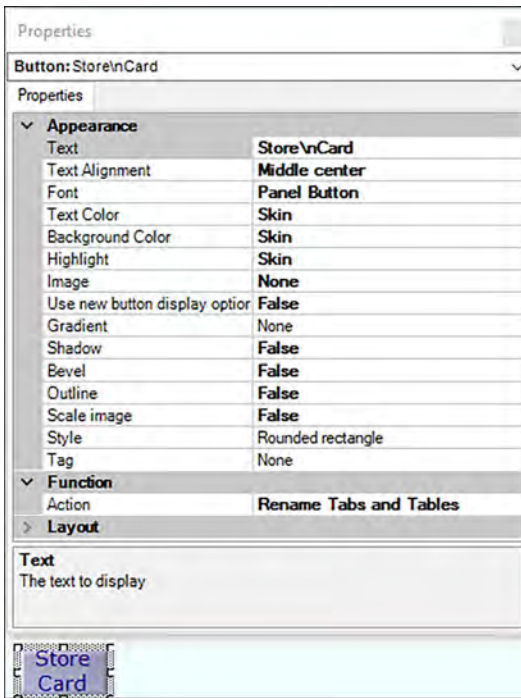 Properties
Button: Store\nCard
Properties
Appearance
Text Store\nCard
Text Alignment Middle center
Font Panel Button
Text Color Skin
Background Color Skin
Highlight Skin
Image None
Use new button display optior False
Gradient None
Shadow False
Bevel False
Outline False
Scale image False
Style Rounded rectangle
Tag None
Function
Action Rename Tabs and Tables
Layout
Text
The text to display
Store
Card